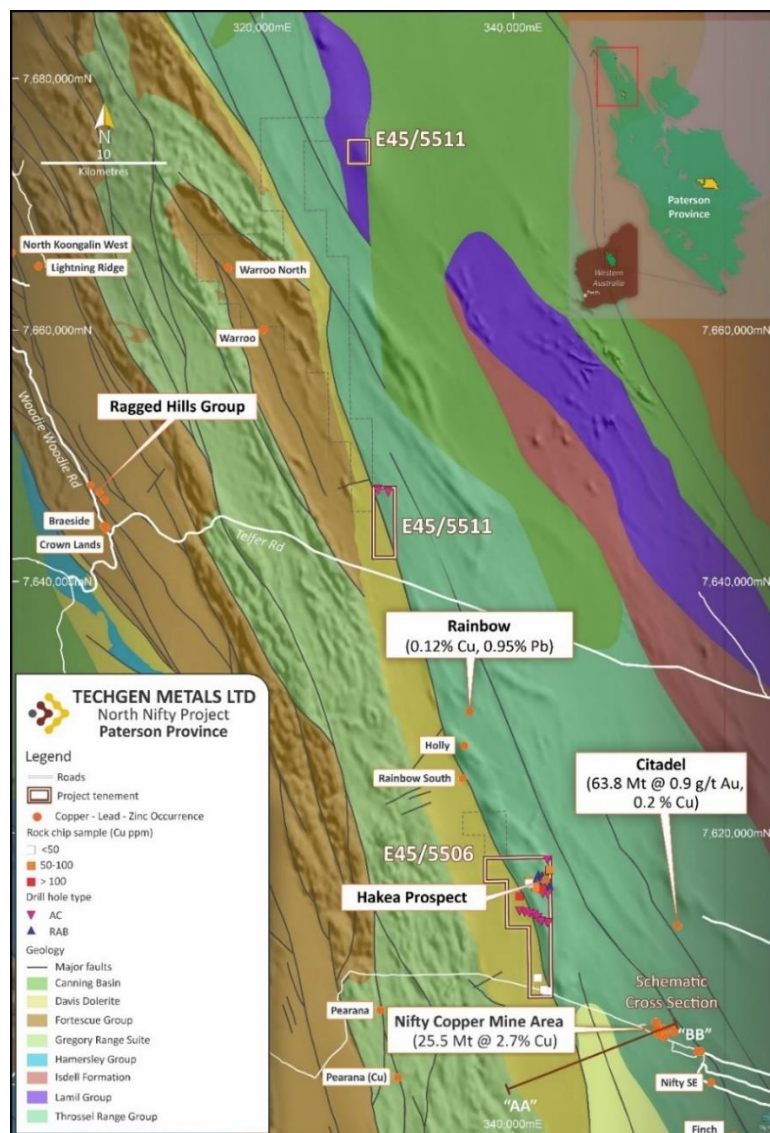 320,000mE
340,000mE
7,680,000mN
N
10
Kilometres
E45/5511
Paterson
Province
Western
Australia
Perth
North Koongalin West
Lightning Ridge
Warroo North
7,660,000mN
7,660,000mN
Warroo
Ragged Hills Group
Woodie Woodie Rd
E45/5511
Braeside
Crown Lands
Telfer Rd
7,640,000mN
7,640,000mN
Rainbow
(0.12% Cu, 0.95% Pb)
TECHGEN METALS LTD
North Nifty Project
Paterson Province
Legend
Roads
Project tenement
Copper - Lead - Zinc Occurrence
Rock chip sample (Cu ppm)
<50
50-100
> 100
Drill hole type
AC
RAB
Geology
Major faults
Canning Basin
Davis Dolerite
Fortescue Group
Gregory Range Suite
Hamersley Group
Isdell Formation
Lamil Group
Throssel Range Group
Holly
Rainbow South
Citadel
(63.8 Mt @ 0.9 g/t Au,
0.2 % Cu)
7,620,000mN
E45/5506
Hakea Prospect
Schematic
Cross Section
Pearana
Nifty Copper Mine Area
(25.5 Mt @ 2.7% Cu)
"BB"
Pearana (Cu)
Nifty SE
"AA"
340,000mE
Finch